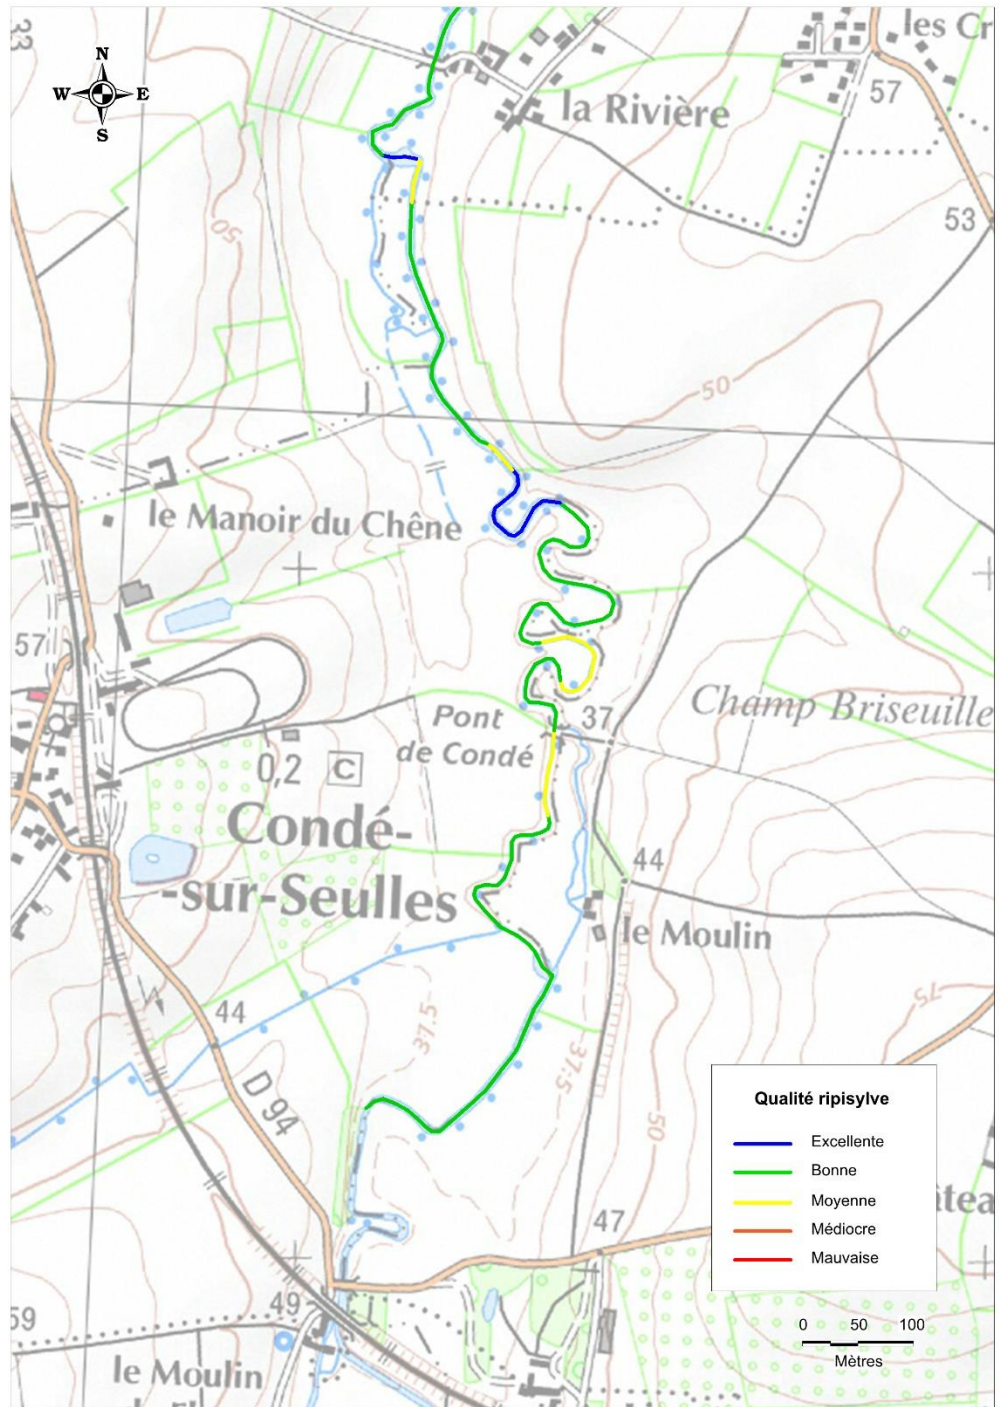 33
N
W E
S
les Cr
57
la Rivière
53
50
50
le Manoir du Chêne
57
37
Champ Briseuille
Pont
de Condé
0,2 C
Condé-
-sur-Seulles
44
le Moulin
75
44
37.5
37.5
D 94
50
47
49
59
le Moulin
Qualité ripisylve
Excellente
Bonne
Moyenne
Médiocre
Mauvaise
âtea
0 50 100
Mètres